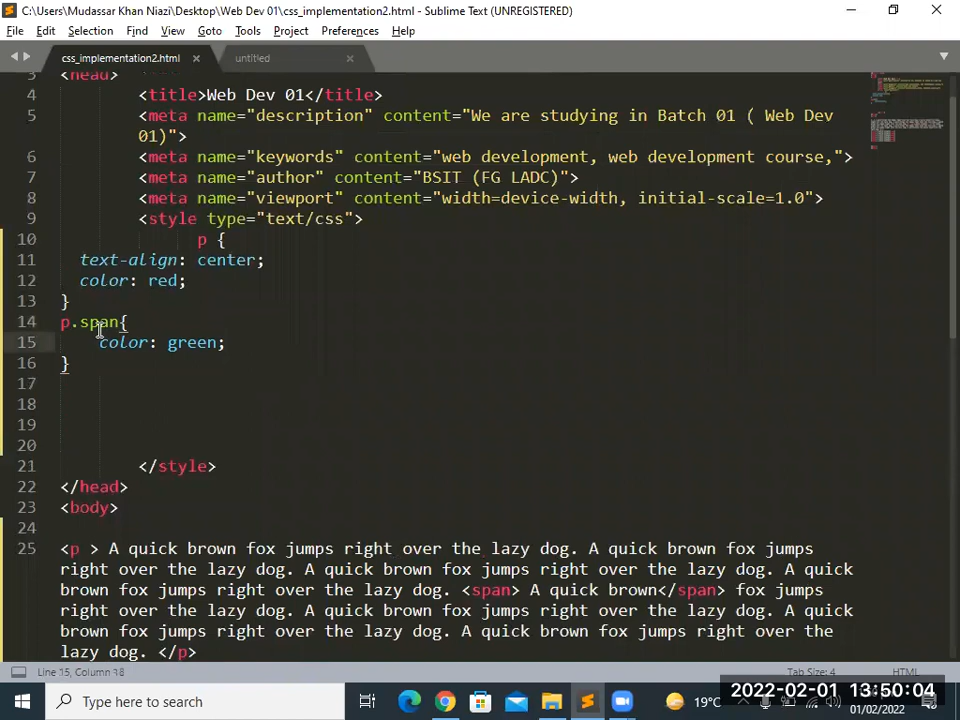 C:\Users\Mudassar Khan Niazi\Desktop\Web Dev 01\css_implementation2.html - Sublime Text (UNREGISTERED)
File Edit Selection Find View Goto Tools Project Preferences Help
css_implementation2.html × untitled ×
3 <head>
4 <title>Web Dev 01</title>
5 <meta name="description" content="We are studying in Batch 01 ( Web Dev
01)">
6 <meta name="keywords" content="web development, web development course,">
7 <meta name="author" content="BSIT (FG LADC)">
8 <meta name="viewport" content="width=device-width, initial-scale=1.0">
9 <style type="text/css">
10 p {
11 text-align: center;
12 color: red;
13 }
14 p.span{
15 color: green;
16 }
17
18
19
20
21 </style>
22 </head>
23 <body>
24
25 <p > A quick brown fox jumps right over the lazy dog. A quick brown fox jumps
right over the lazy dog. A quick brown fox jumps right over the lazy dog. A quick
brown fox jumps right over the lazy dog. <span> A quick brown</span> fox jumps
right over the lazy dog. A quick brown fox jumps right over the lazy dog. A quick
brown fox jumps right over the lazy dog. A quick brown fox jumps right over the
lazy dog. </p>
Line 15, Column 18 Tab Size: 4 HTML
2022-02-01 13:50:04
Type here to search 19°C
01/02/2022